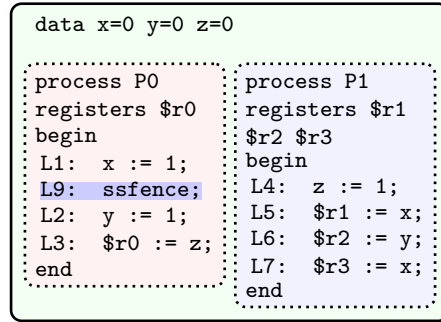 data x=0 y=0 z=0
process P0
registers $r0
begin
L1: x := 1;
L9: ssfence;
L2: y := 1;
L3: $r0 := z;
end
process P1
registers $r1
$r2 $r3
begin
L4: z := 1;
L5: $r1 := x;
L6: $r2 := y;
L7: $r3 := x;
end